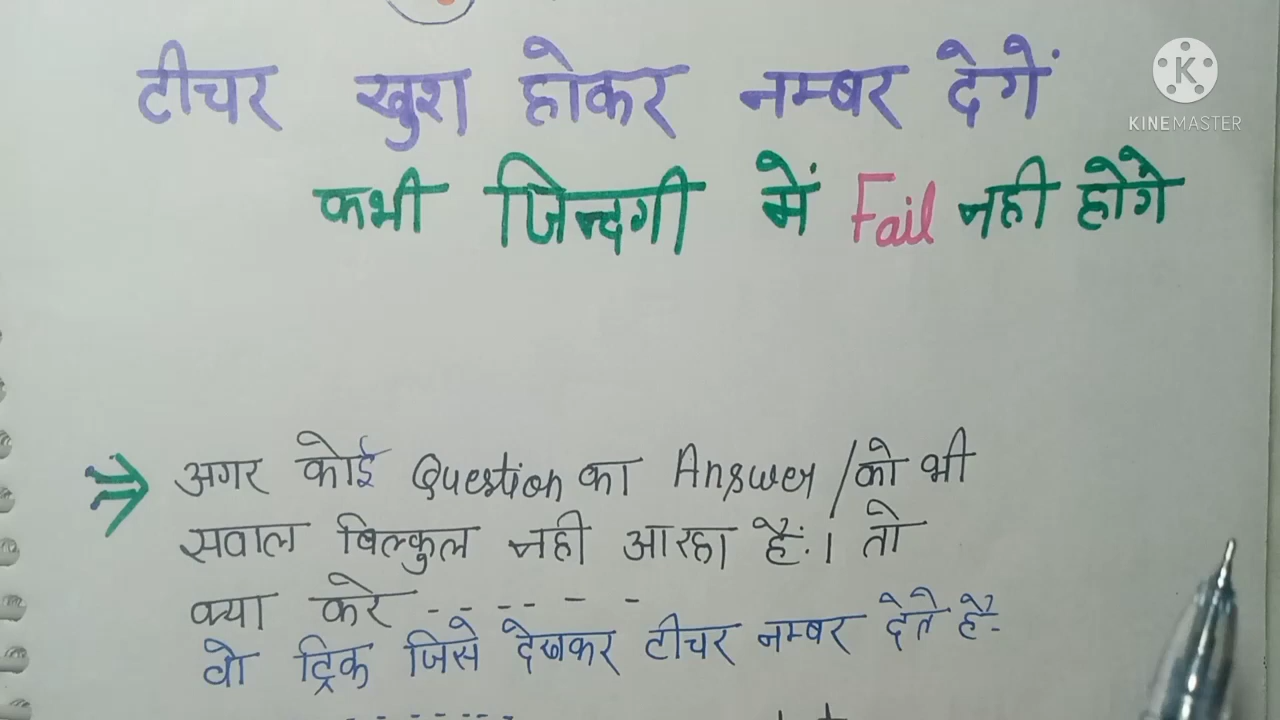 टीचर खुश होकर नम्बर देगें
K
KINEMASTER
कभी जिन्दगी में Fail नही होंगे
अगर कोई Question का Answer / को भी
सवाल बिल्कुल नही आ रहा हैं। तो
क्या करे ------
वो ट्रिक जिसे देखकर टीचर नम्बर देते है-